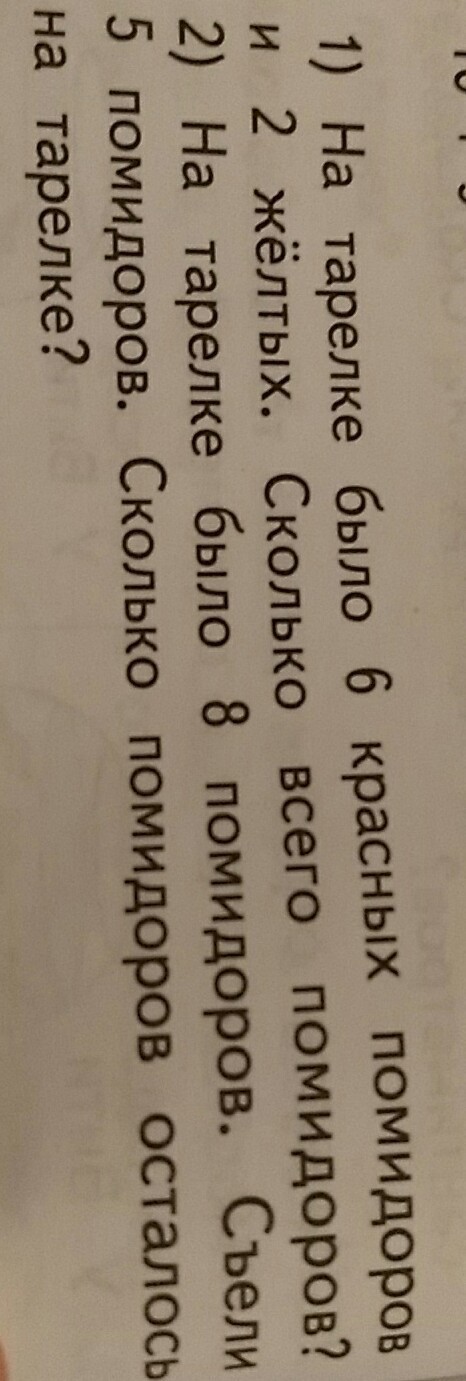 1) На тарелке было 6 красных помидоров
и 2 жёлтых. Сколько всего помидоров?
2) На тарелке было 8 помидоров. Съели
5 помидоров. Сколько помидоров осталось
на тарелке?